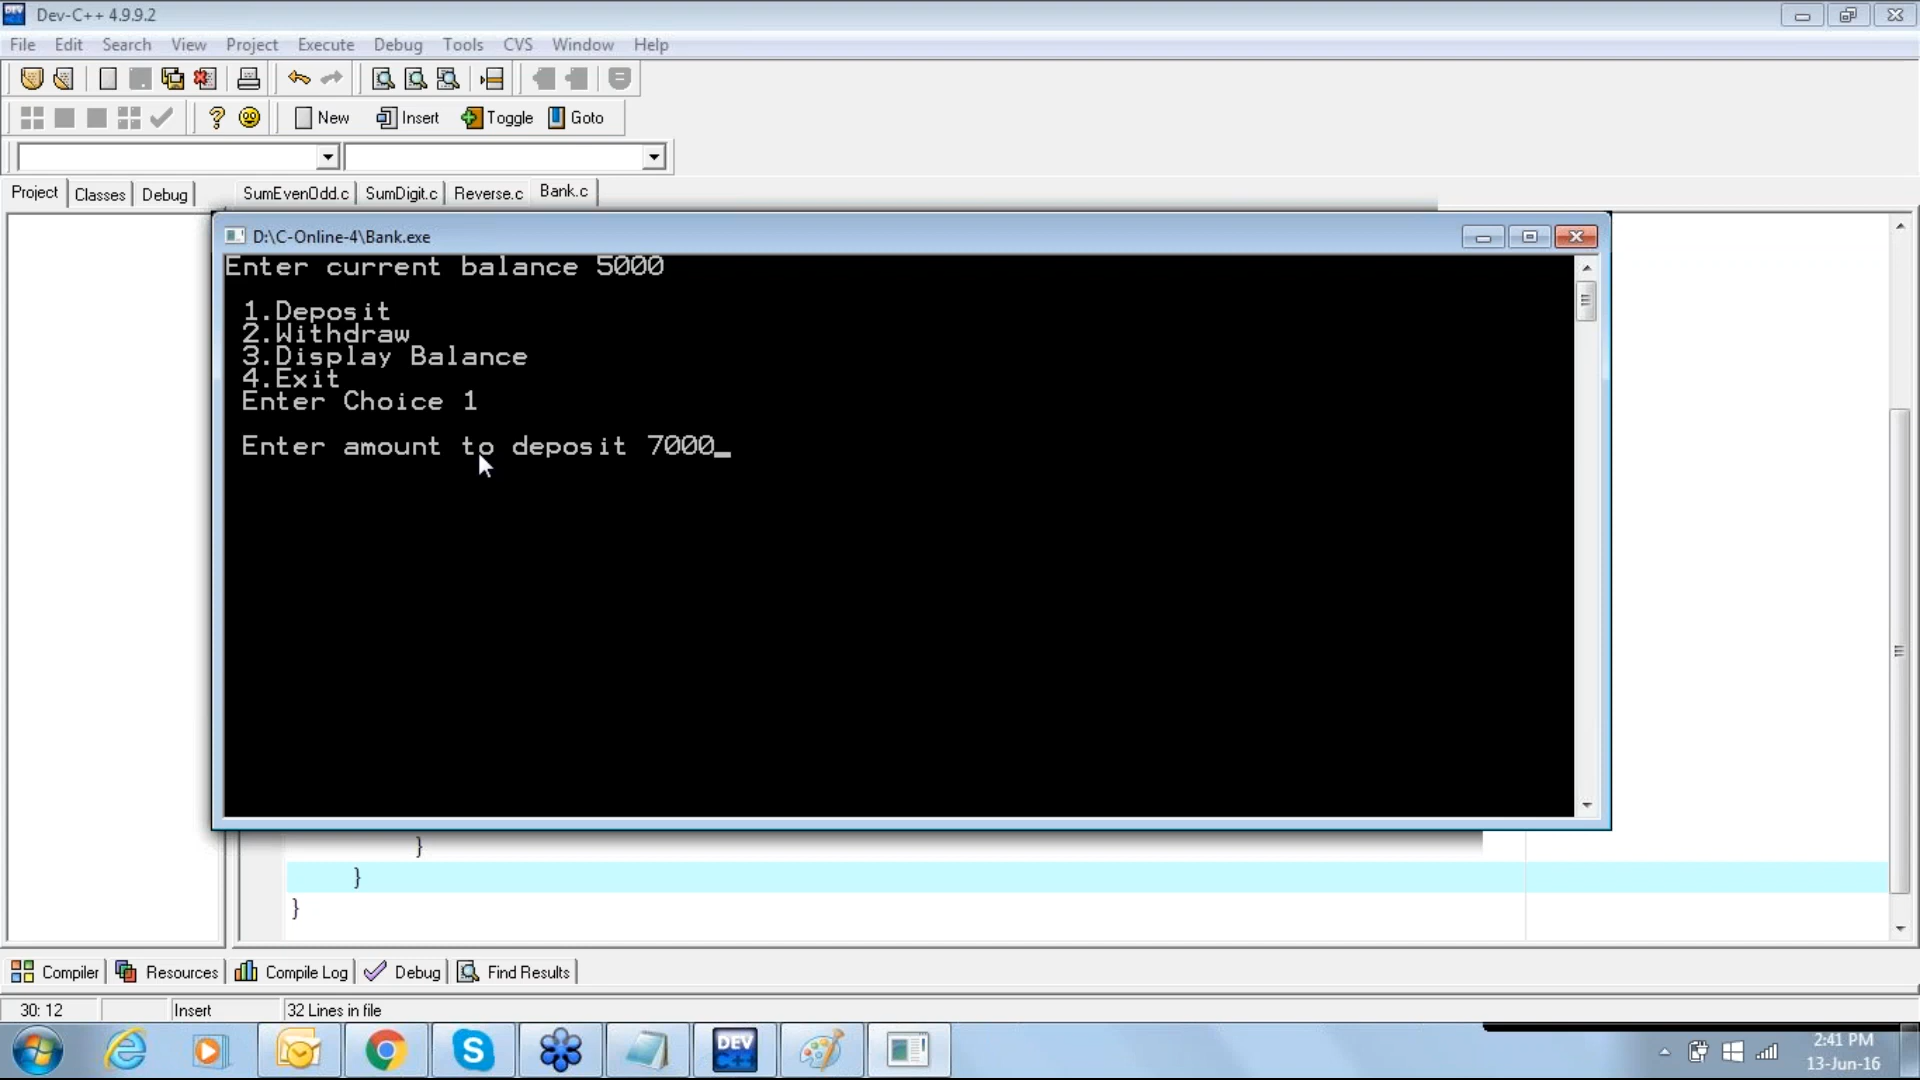 Dev-C++ 4.9.9.2
File Edit Search View Project Execute Debug Tools CVS Window Help
New Insert Toggle Goto
Project Classes Debug SumEvenOdd.c SumDigit.c Reverse.c Bank.c
D:\C-Online-4\Bank.exe
Enter current balance 5000
1.Deposit
2.Withdraw
3.Display Balance
4.Exit
Enter Choice 1
Enter amount to deposit 7000_
}
}
}
Compiler Resources Compile Log Debug Find Results
30: 12 Insert 32 Lines in file
DEV C++
2:41 PM
13-Jun-16